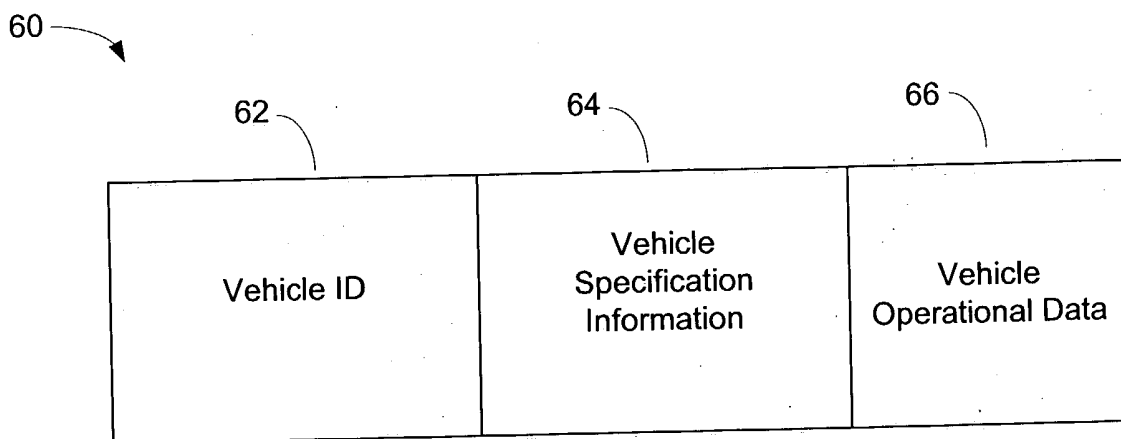 60
62
64
66
Vehicle ID
Vehicle
Specification
Information
Vehicle
Operational Data